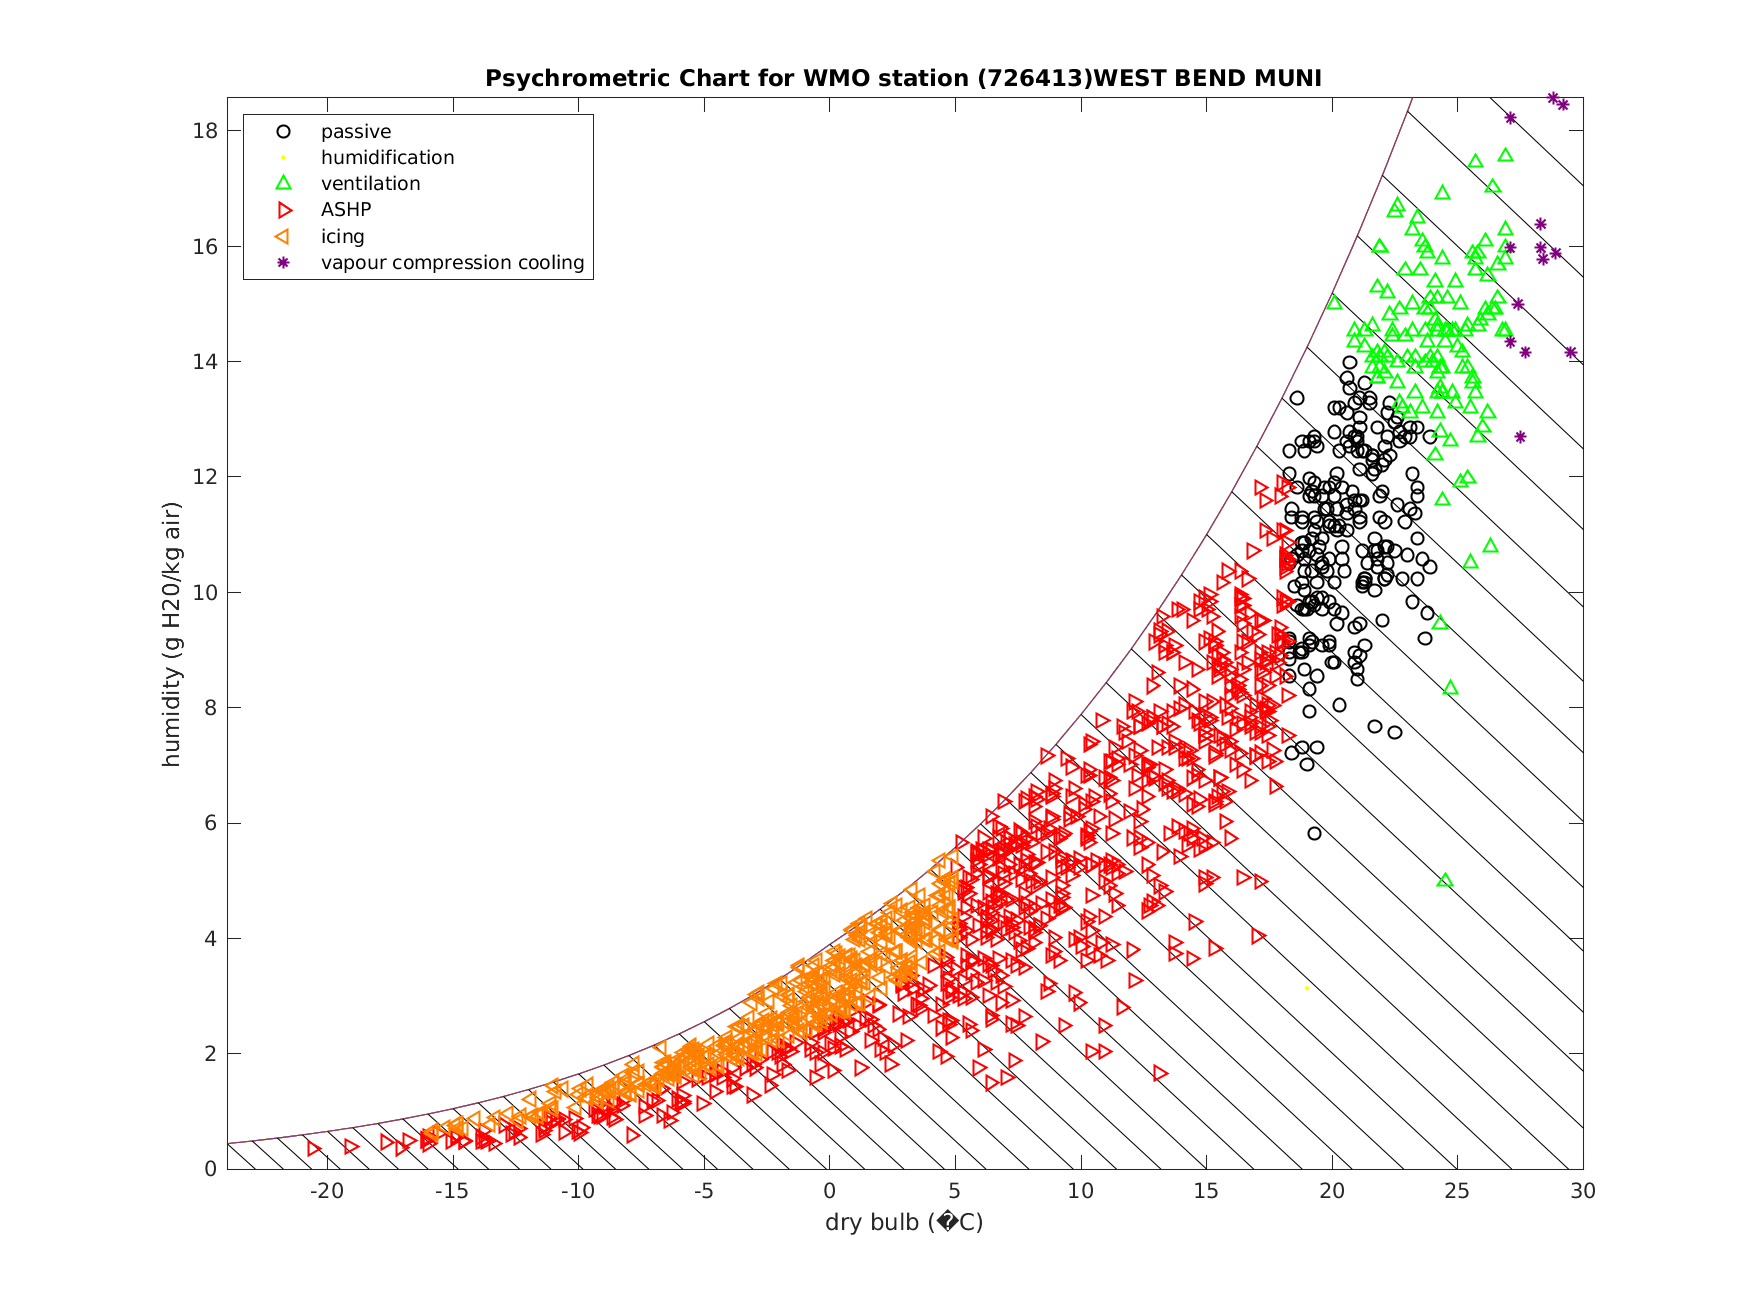 Psychrometric Chart for WMO station (726413)WEST BEND MUNI
passive
humidification
ventilation
ASHP
icing
vapour compression cooling
humidity (g H20/kg air)
18
16
14
12
10
8
6
4
2
0
-20 -15 -10 -5 0 5 10 15 20 25 30
dry bulb (�C)